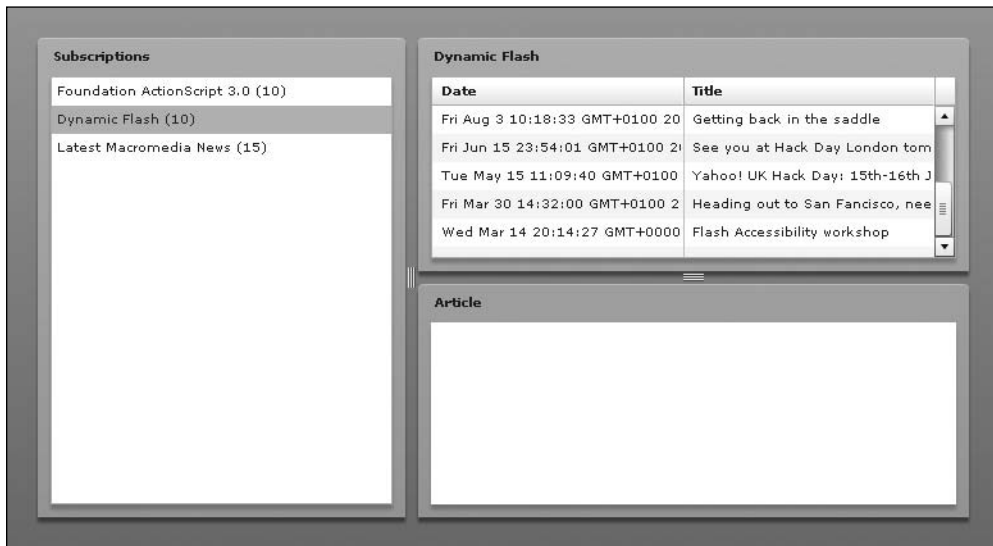 Subscriptions
Foundation ActionScript 3.0 (10)
Dynamic Flash (10)
Latest Macromedia News (15)
Dynamic Flash
Date Title
Fri Aug 3 10:18:33 GMT+0100 20 Getting back in the saddle
Fri Jun 15 23:54:01 GMT+0100 2 See you at Hack Day London tom
Tue May 15 11:09:40 GMT+0100 Yahoo! UK Hack Day: 15th-16th J
Fri Mar 30 14:32:00 GMT+0100 2 Heading out to San Fancisco, nee
Wed Mar 14 20:14:27 GMT+0000 Flash Accessibility workshop
Article